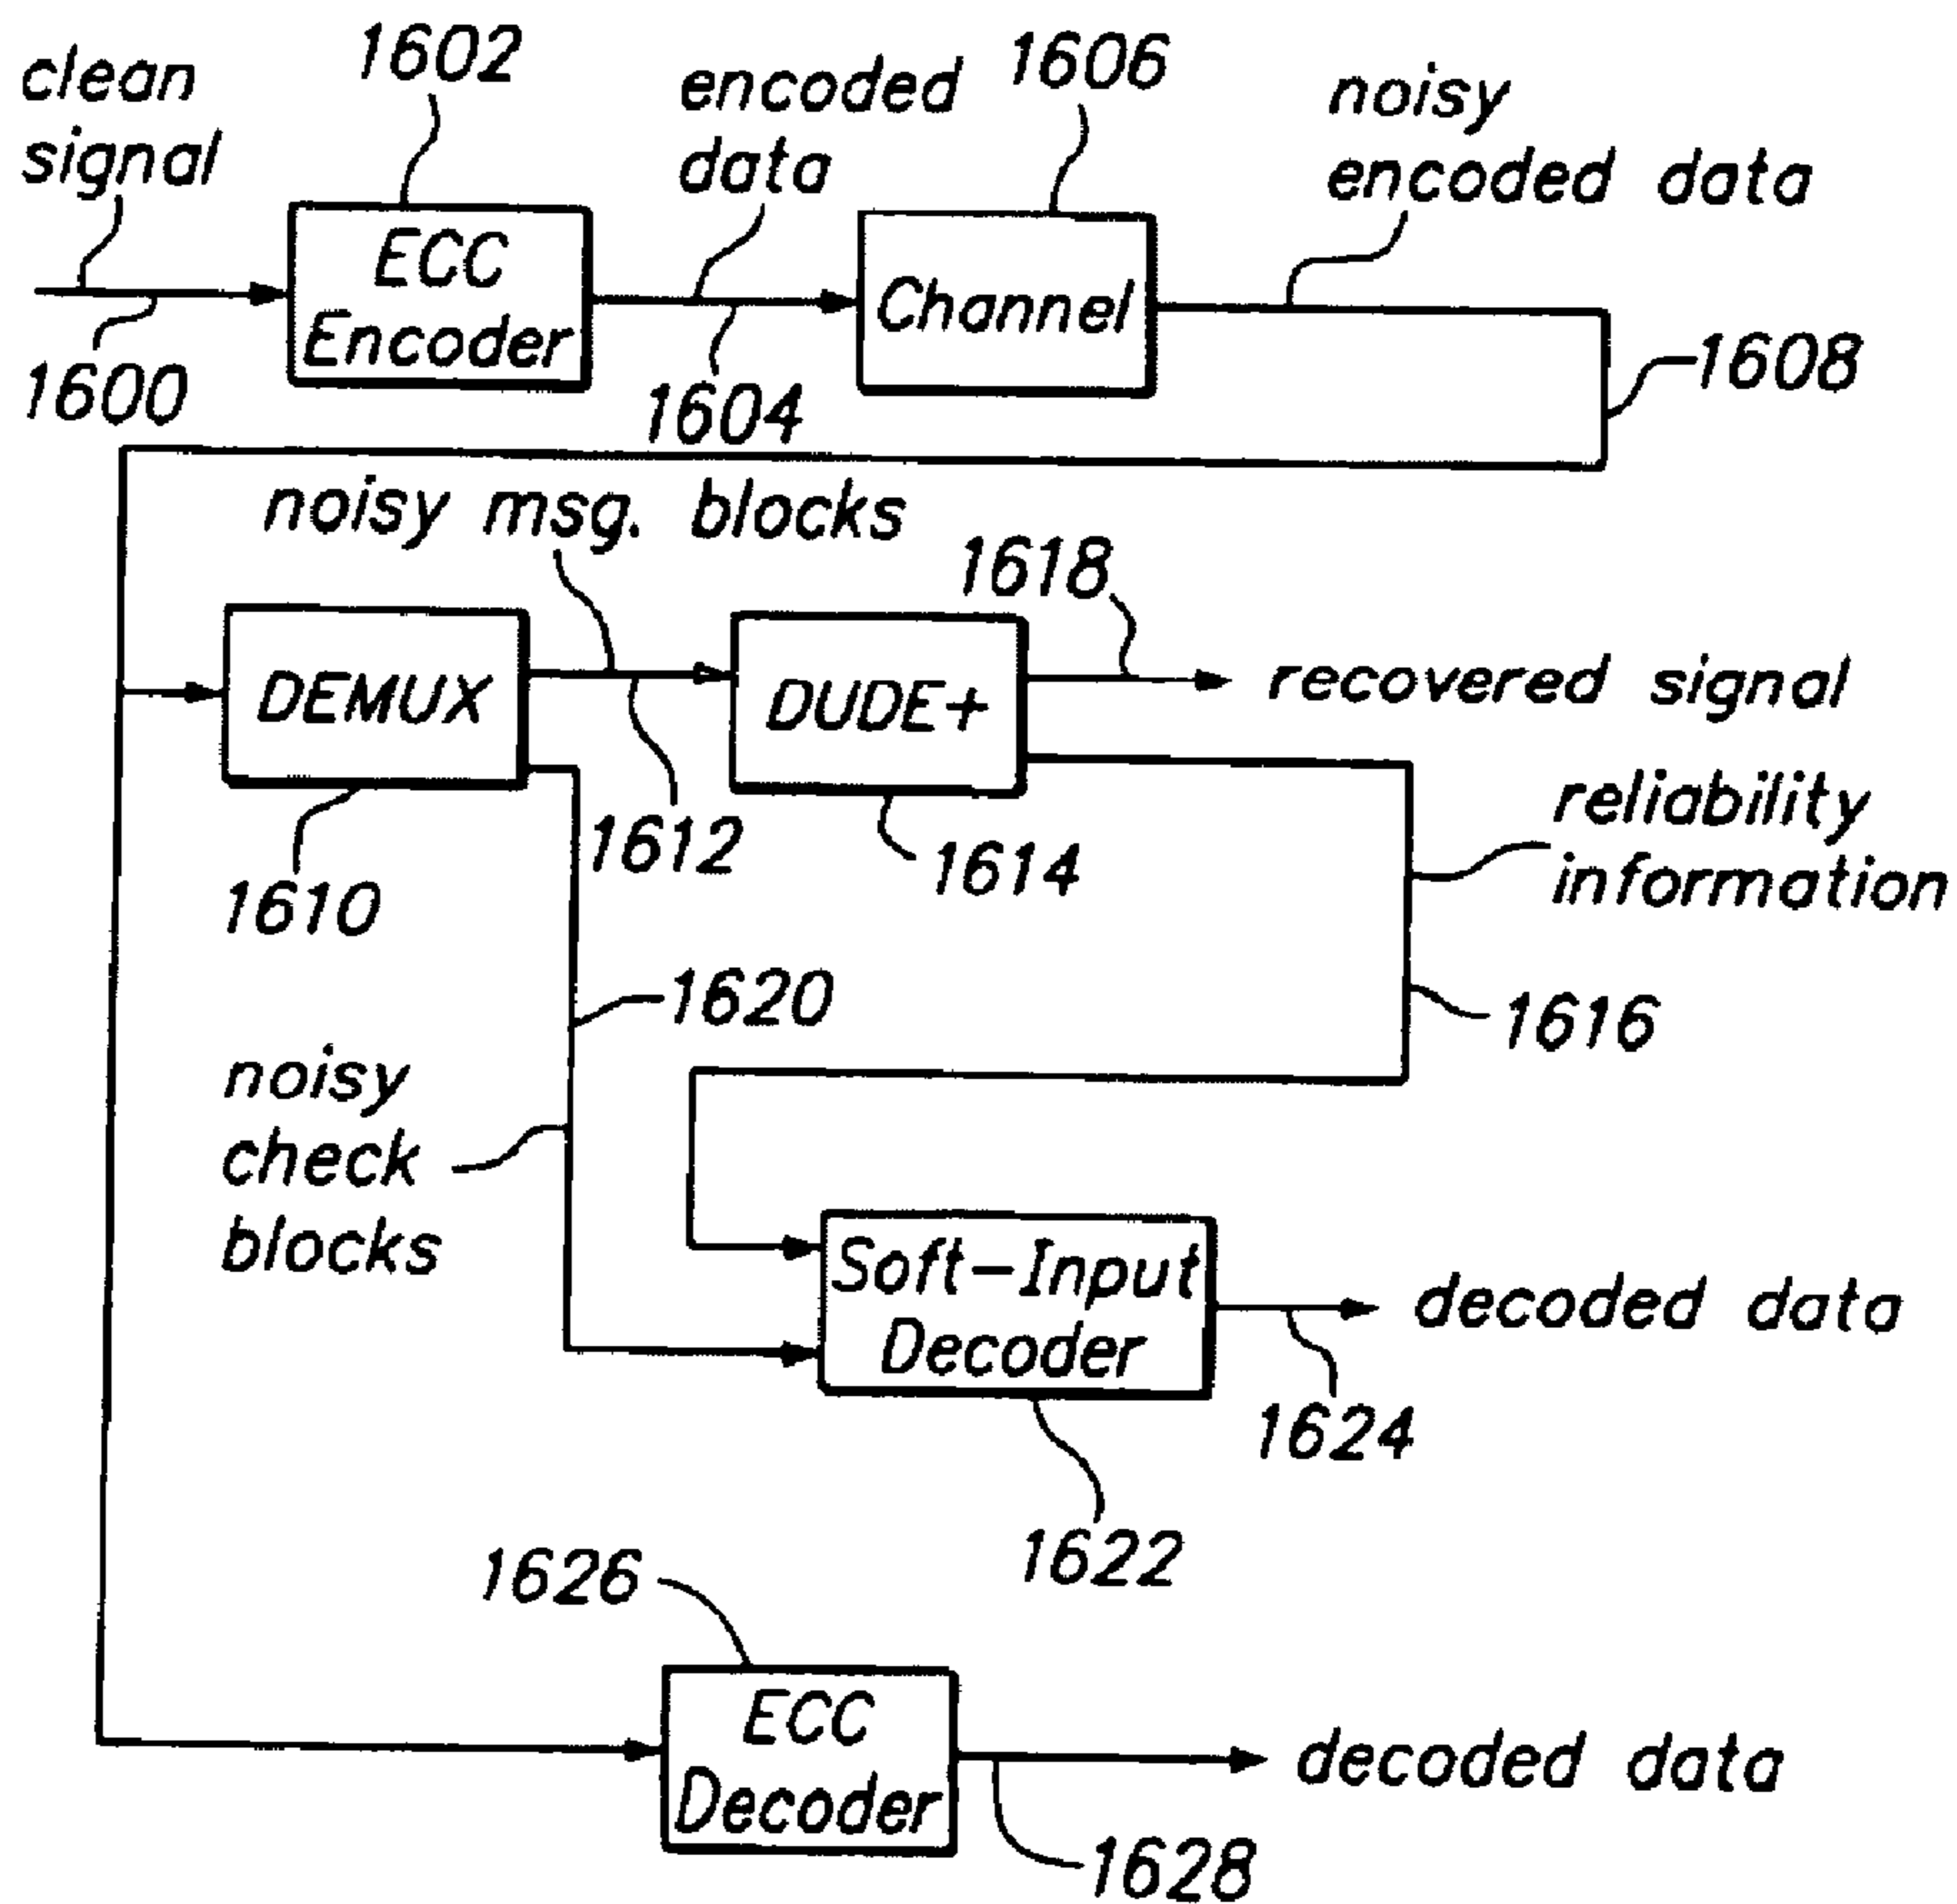 clean
signal
1602
encoded
data
1606
noisy
encoded data
ECC
Encoder
Channel
1600
1604
1608
noisy msg. blocks
1618
DEMUX
DUDE+
recovered signal
reliability
information
1612
1614
1610
1620
1616
noisy
check
blocks
Soft-Input
Decoder
decoded data
1624
1622
1626
ECC
Decoder
decoded data
1628